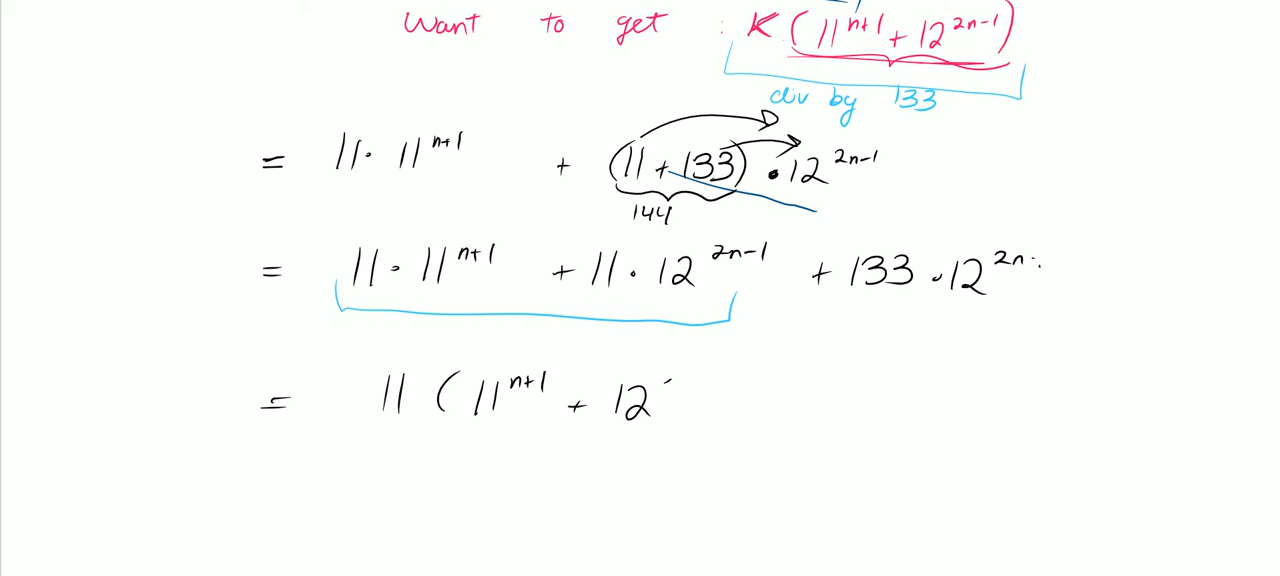 Want to get : K (11^{n+1} + 12^{2n-1})
div by 133
= 11 · 11^{n+1} + (11 + 133) · 12^{2n-1}
144
= 11 · 11^{n+1} + 11 · 12^{2n-1} + 133 · 12^{2n-
= 11 ( 11^{n+1} + 12